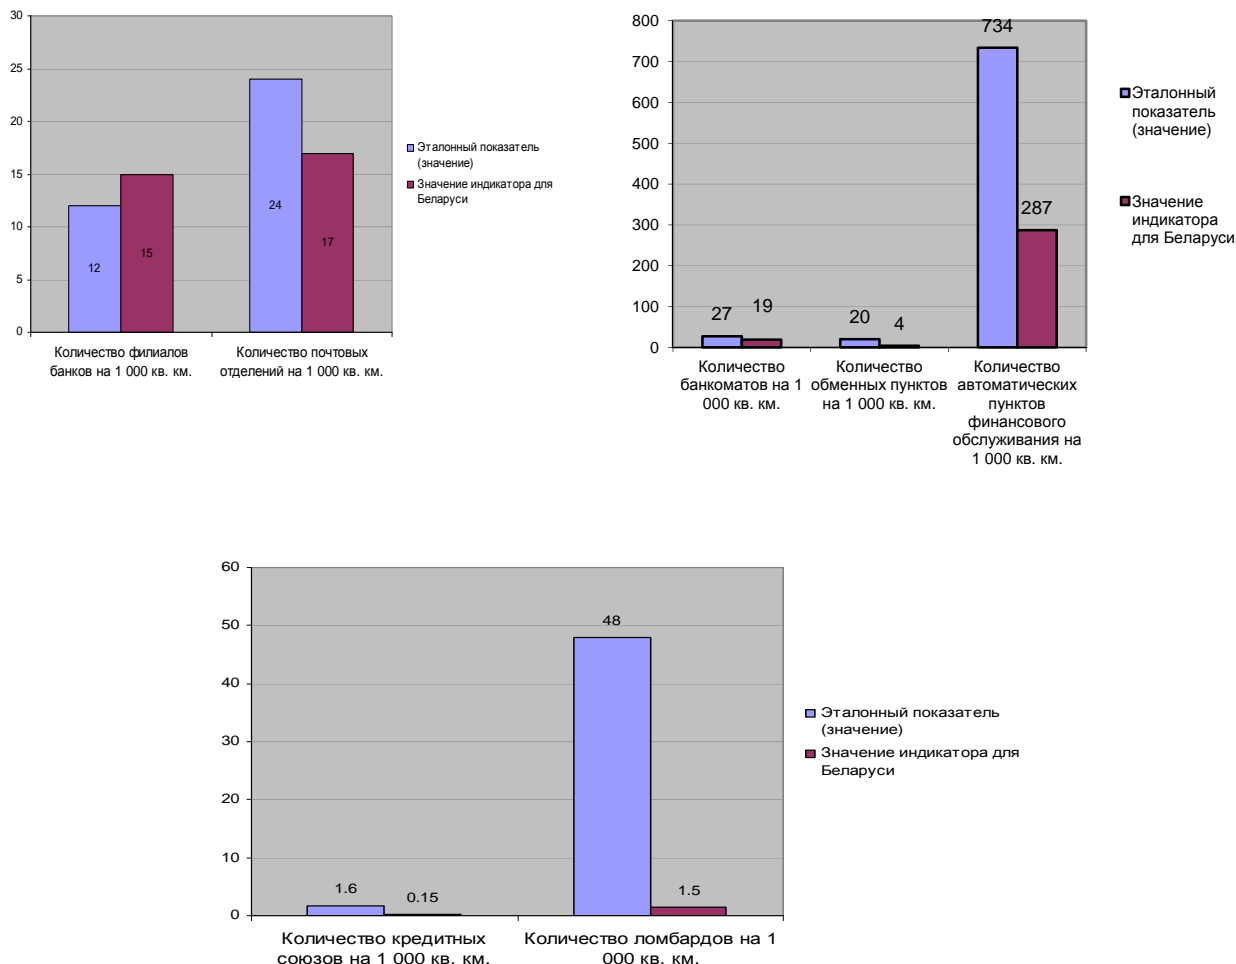 30
25
20
15
10
5
0
12
15
24
17
Количество филиалов
банков на 1 000 кв. км.
Количество почтовых
отделений на 1 000 кв. км.
Эталонный показатель
(значение)
Значение индикатора для
Беларуси
800
700
600
500
400
300
200
100
0
27
19
20
4
734
287
Количество
банкоматов на 1
000 кв. км.
Количество
обменных пунктов
на 1 000 кв. км.
Количество
автоматических
пунктов
финансового
обслуживания на
1 000 кв. км.
Эталонный
показатель
(значение)
Значение
индикатора
для Беларуси
60
50
40
30
20
10
0
1.6
0.15
48
1.5
Количество кредитных
союзов на 1 000 кв. км.
Количество ломбардов на 1
000 кв. км.
Эталонный показатель
(значение)
Значение индикатора для
Беларуси